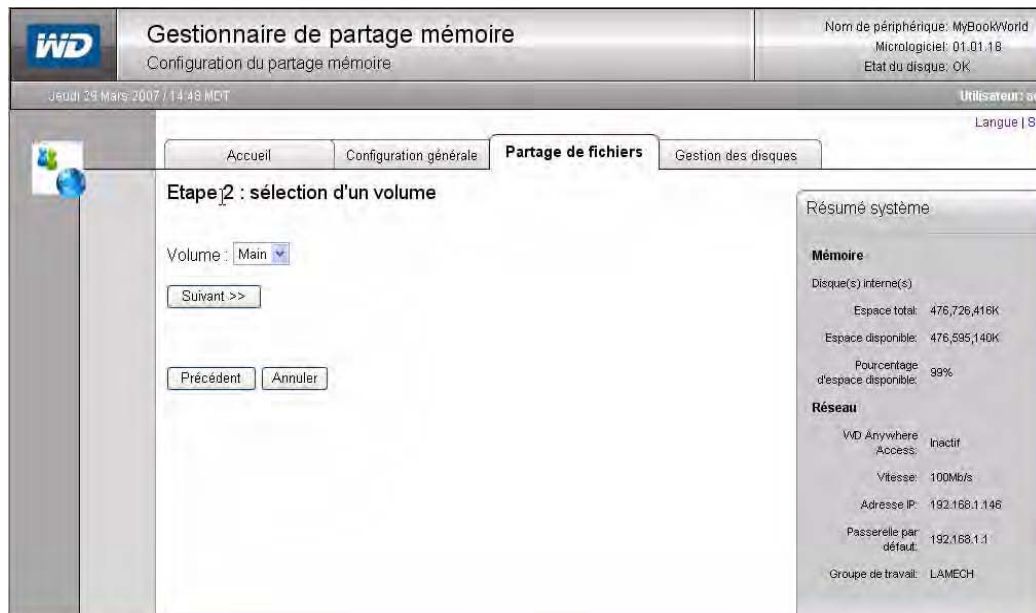 WD
Gestionnaire de partage mémoire
Configuration du partage mémoire
Nom de périphérique: MyBookWorld
Micrologiciel: 01.01.18
Etat du disque: OK
Jeudi 29 Mars 2007 / 14:48 MDT
Utilisateur:
Langue |
Accueil
Configuration générale
Partage de fichiers
Gestion des disques
Etape 2 : sélection d'un volume
Volume : Main
Suivant >>
Précédent
Annuler
Résumé système
Mémoire
Disque(s) interne(s)
Espace total: 476,726,416K
Espace disponible: 476,595,140K
Pourcentage
d'espace disponible: 99%
Réseau
WD Anywhere
Access: Inactif
Vitesse: 100Mb/s
Adresse IP: 192.168.1.146
Passerelle par
défaut: 192.168.1.1
Groupe de travail: LAMECH